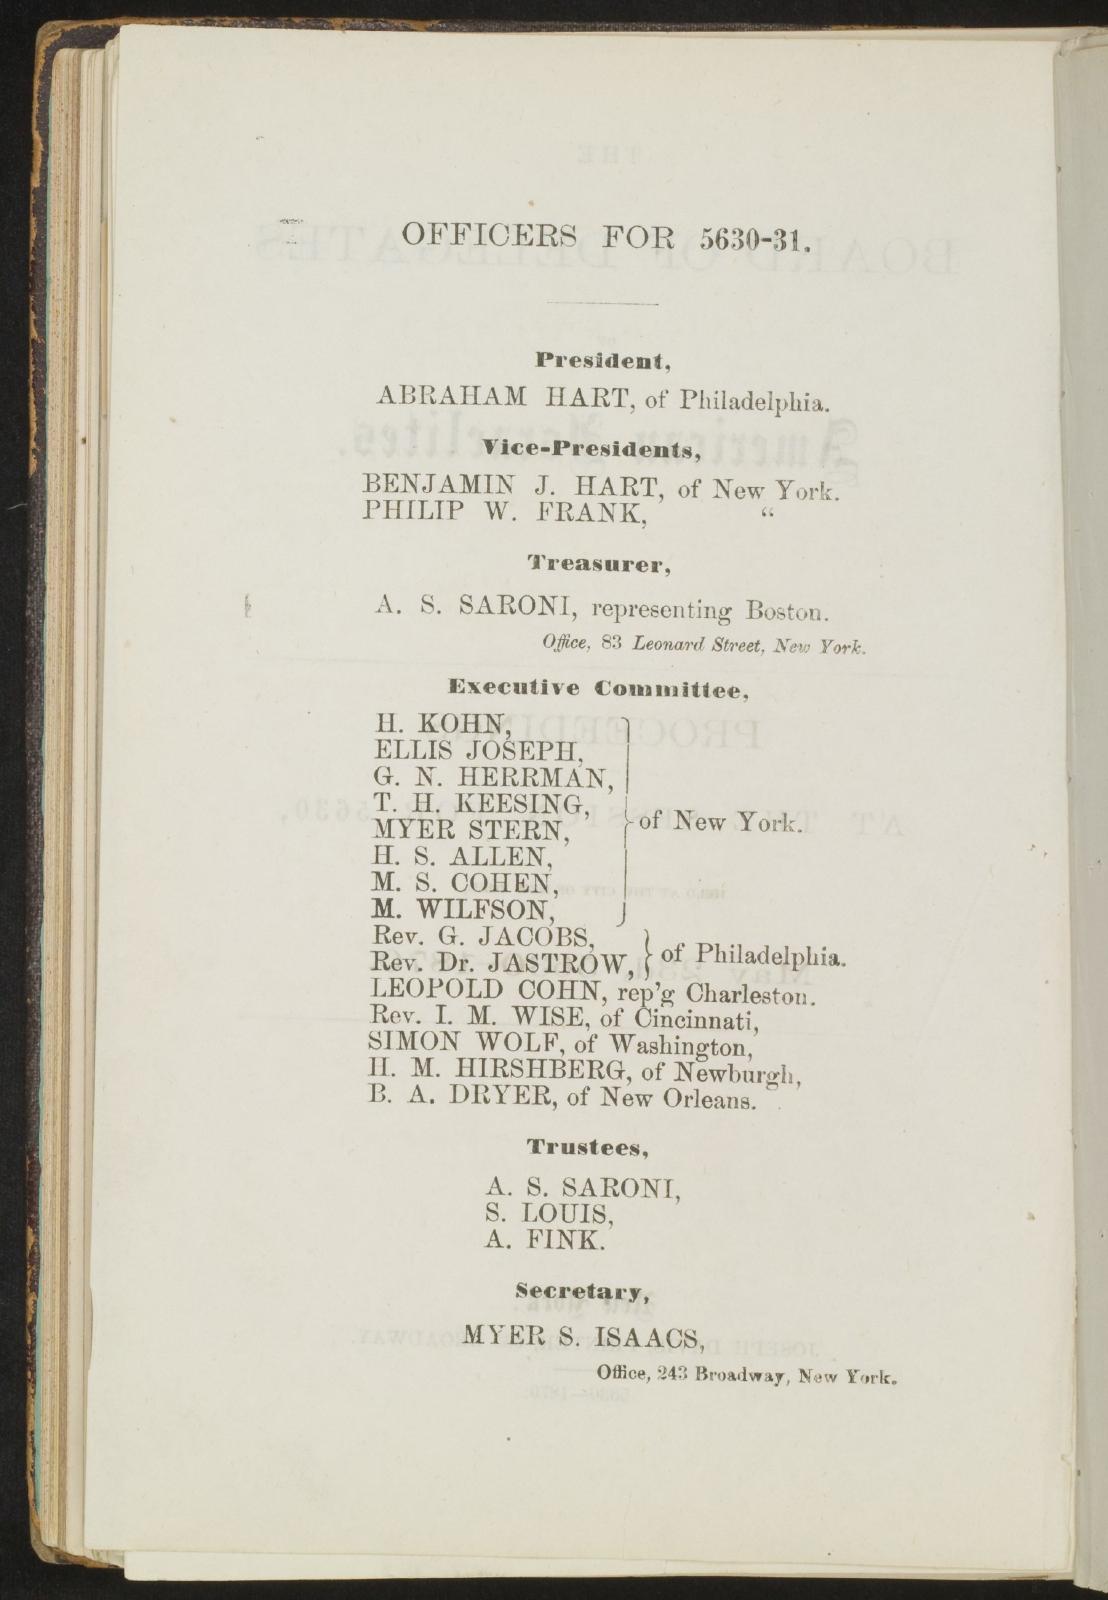 OFFICERS FOR 5630-31.
President,
ABRAHAM HART, of Philadelphia.
Vice-Presidents,
BENJAMIN J. HART, of New York.
PHILIP W. FRANK, "
Treasurer,
A. S. SARONI, representing Boston.
Office, 83 Leonard Street, New York.
Executive Committee,
H. KOHN,
ELLIS JOSEPH,
G. N. HERRMAN,
T. H. KEESING,
MYER STERN,
H. S. ALLEN,
M. S. COHEN,
M. WILFSON,
of New York.
Rev. G. JACOBS,
Rev. Dr. JASTROW,
of Philadelphia.
LEOPOLD COHN, rep'g Charleston.
Rev. I. M. WISE, of Cincinnati,
SIMON WOLF, of Washington,
H. M. HIRSHBERG, of Newburgh,
B. A. DRYER, of New Orleans.
Trustees,
A. S. SARONI,
S. LOUIS,
A. FINK.
Secretary,
MYER S. ISAACS,
Office, 243 Broadway, New York.